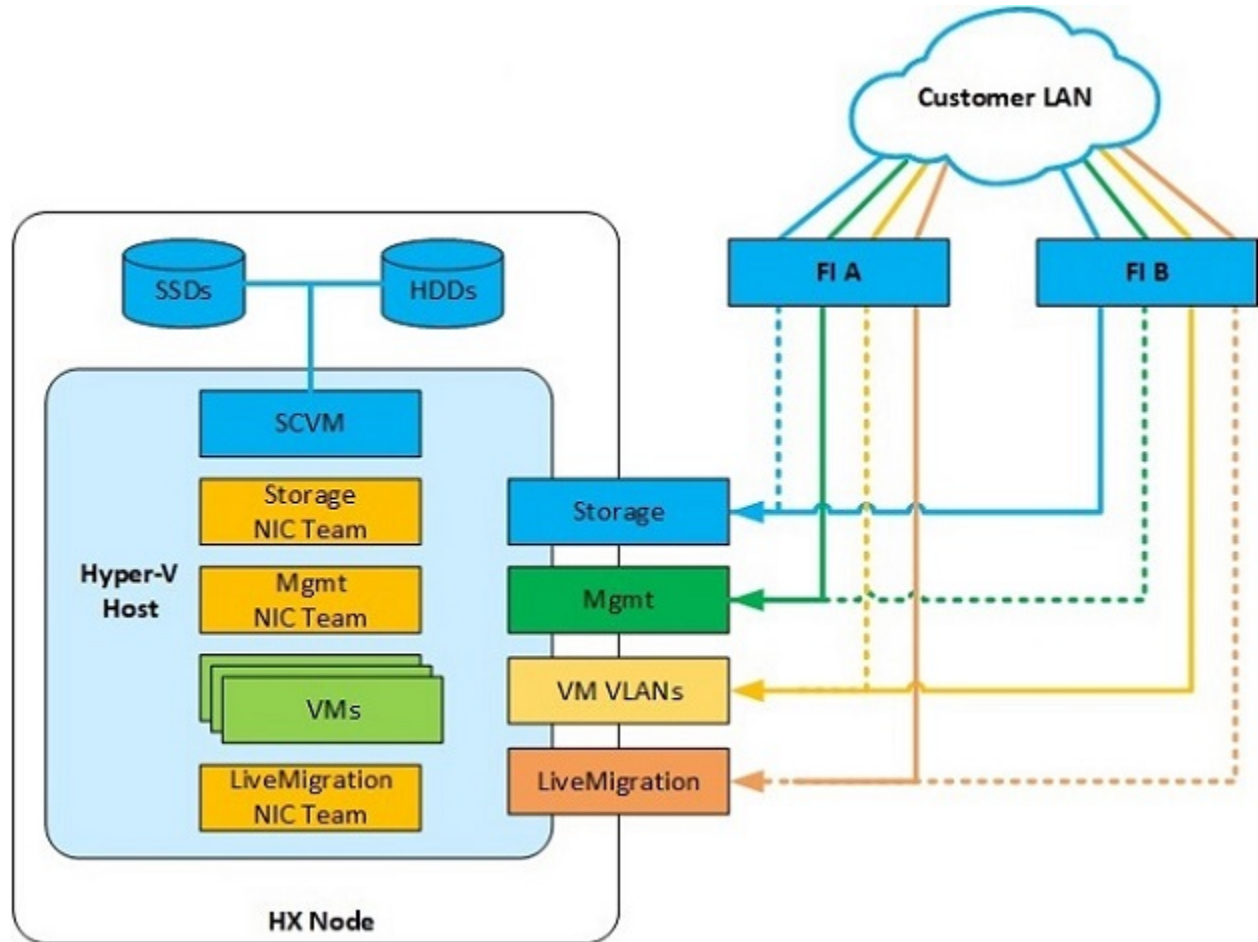 Customer LAN
FI A
FI B
SSDs
HDDs
SCVM
Storage
NIC Team
Storage
Hyper-V
Host
Mgmt
NIC Team
Mgmt
VMs
VM VLANs
LiveMigration
NIC Team
LiveMigration
HX Node